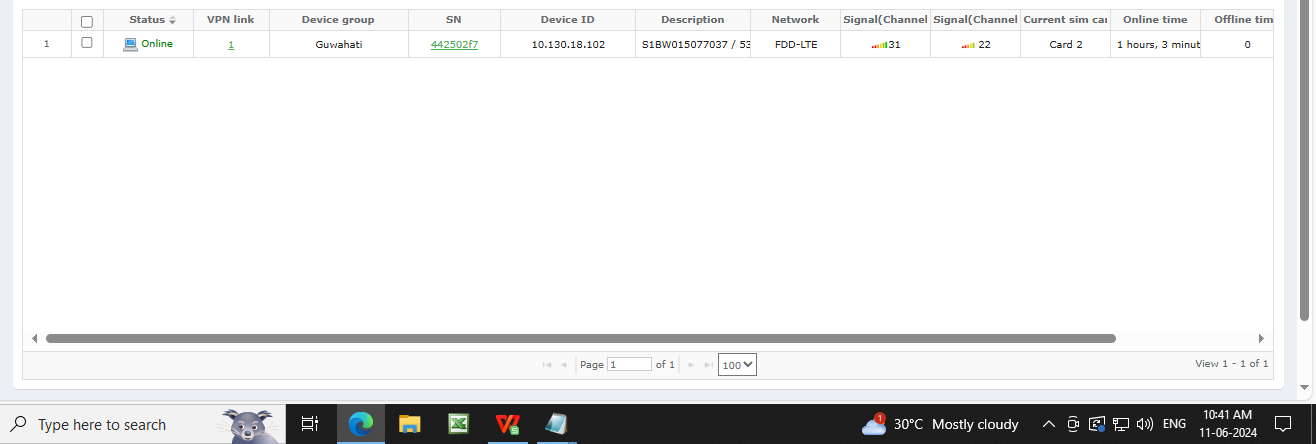 Status VPN link Device group SN Device ID Description Network Signal(Channel Signal(Channel Current sim car Online time Offline tim
1 Online 1 Guwahati 442502f7 10.130.18.102 S1BW015077037 / 53 FDD-LTE 31 22 Card 2 1 hours, 3 minut 0
Page 1 of 1 100 View 1 - 1 of 1
Type here to search 1 30°C Mostly cloudy ENG 10:41 AM
11-06-2024